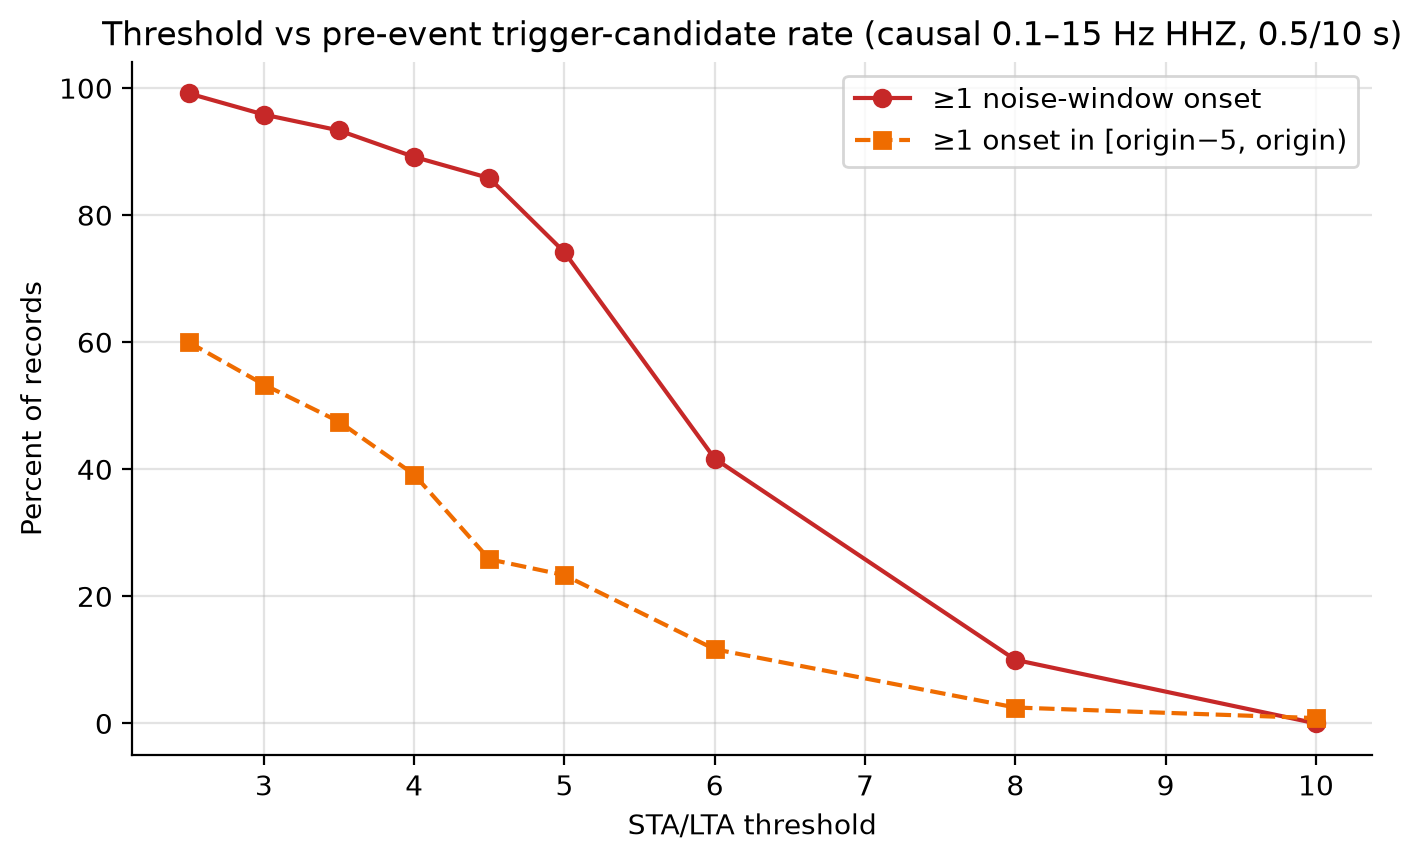 Threshold vs pre-event trigger-candidate rate (causal 0.1–15 Hz HHZ, 0.5/10 s)
≥1 noise-window onset
≥1 onset in [origin−5, origin)
Percent of records
100
80
60
40
20
0
3 4 5 6 7 8 9 10
STA/LTA threshold